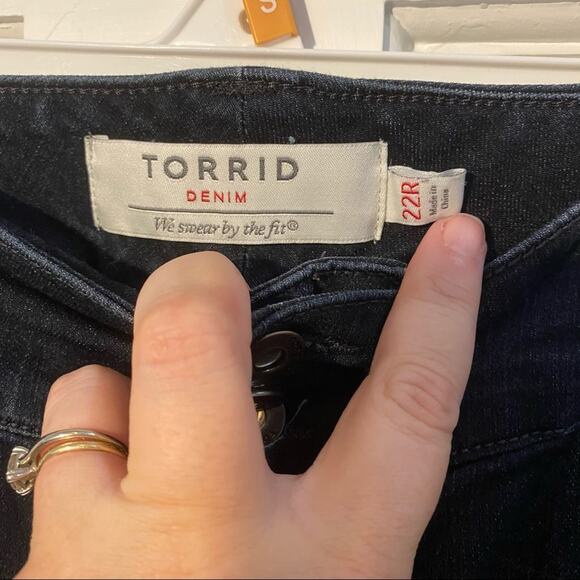 S
TORRID
DENIM
We swear by the fit®
22R
Made in
China